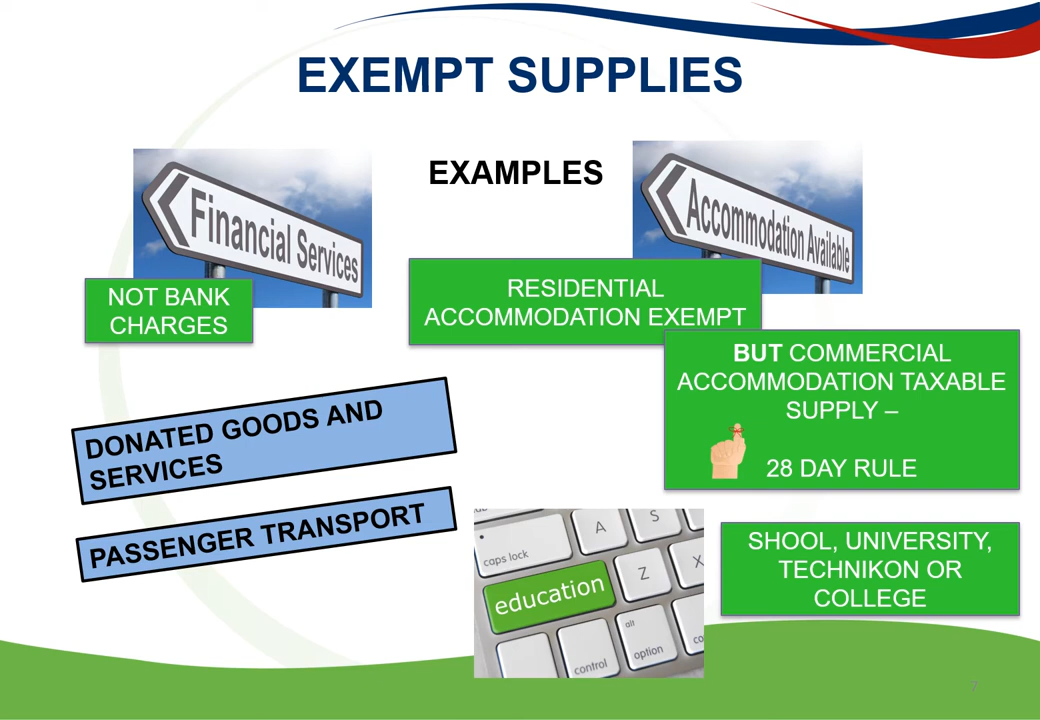 EXEMPT SUPPLIES
EXAMPLES
Financial Services
NOT BANK
CHARGES
Accommodation Available
RESIDENTIAL
ACCOMMODATION EXEMPT
BUT COMMERCIAL
ACCOMMODATION TAXABLE
SUPPLY –
28 DAY RULE
DONATED GOODS AND
SERVICES
PASSENGER TRANSPORT
A
S
caps lock
education
Z
X
alt
control
option
co
SHOOL, UNIVERSITY,
TECHNIKON OR
COLLEGE
7